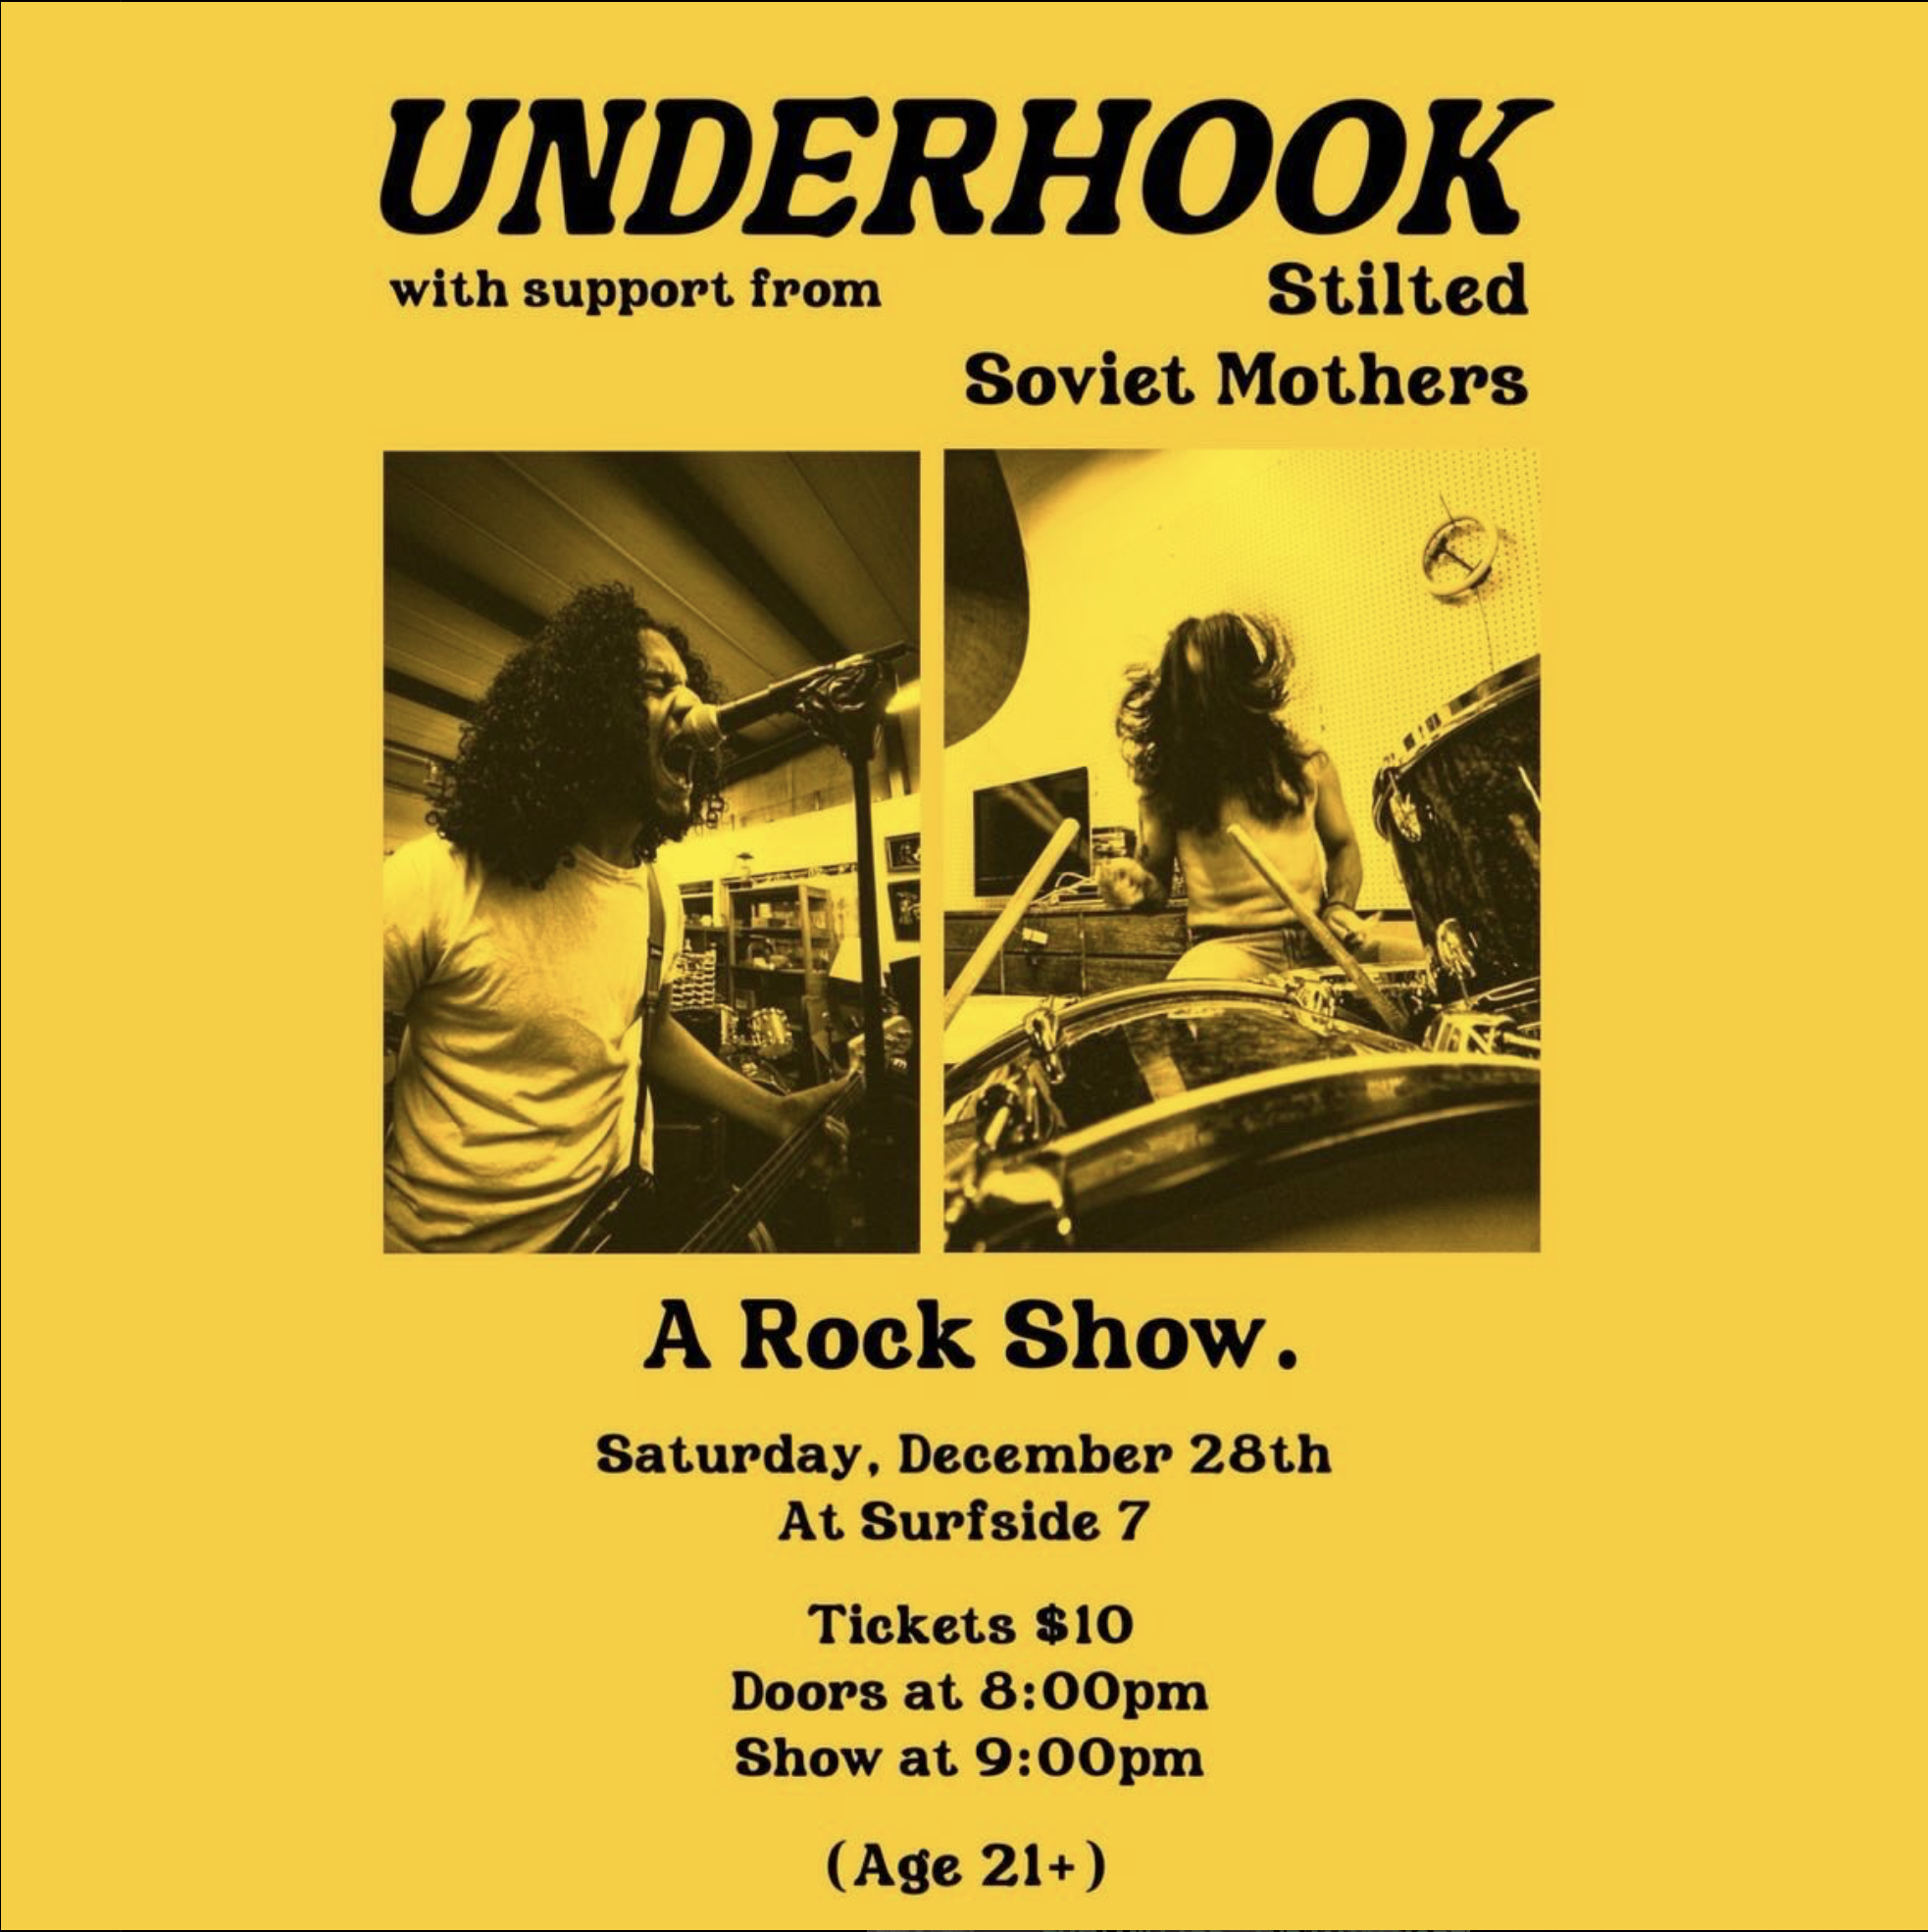 UNDERHOOK
with support from
Stilted
Soviet Mothers
A Rock Show.
Saturday, December 28th
At Surfside 7
Tickets $10
Doors at 8:00pm
Show at 9:00pm
(Age 21+)